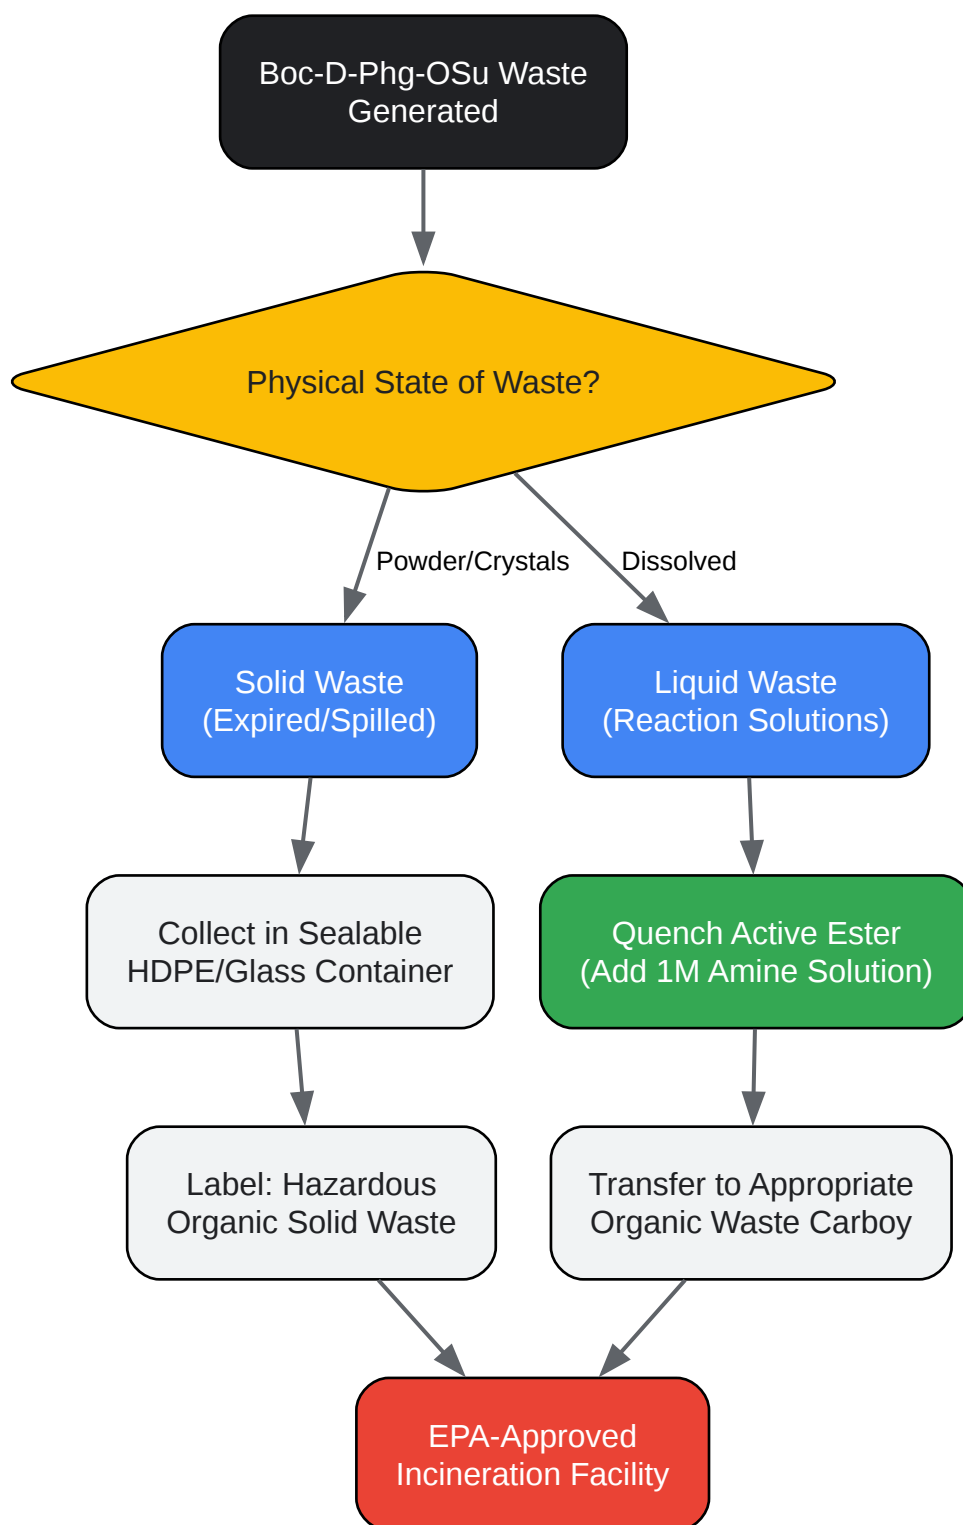 Boc-D-Phg-OSu Waste
Generated
Physical State of Waste?
Powder/Crystals
Dissolved
Solid Waste
(Expired/Spilled)
Liquid Waste
(Reaction Solutions)
Collect in Sealable
HDPE/Glass Container
Quench Active Ester
(Add 1M Amine Solution)
Label: Hazardous
Organic Solid Waste
Transfer to Appropriate
Organic Waste Carboy
EPA-Approved
Incineration Facility